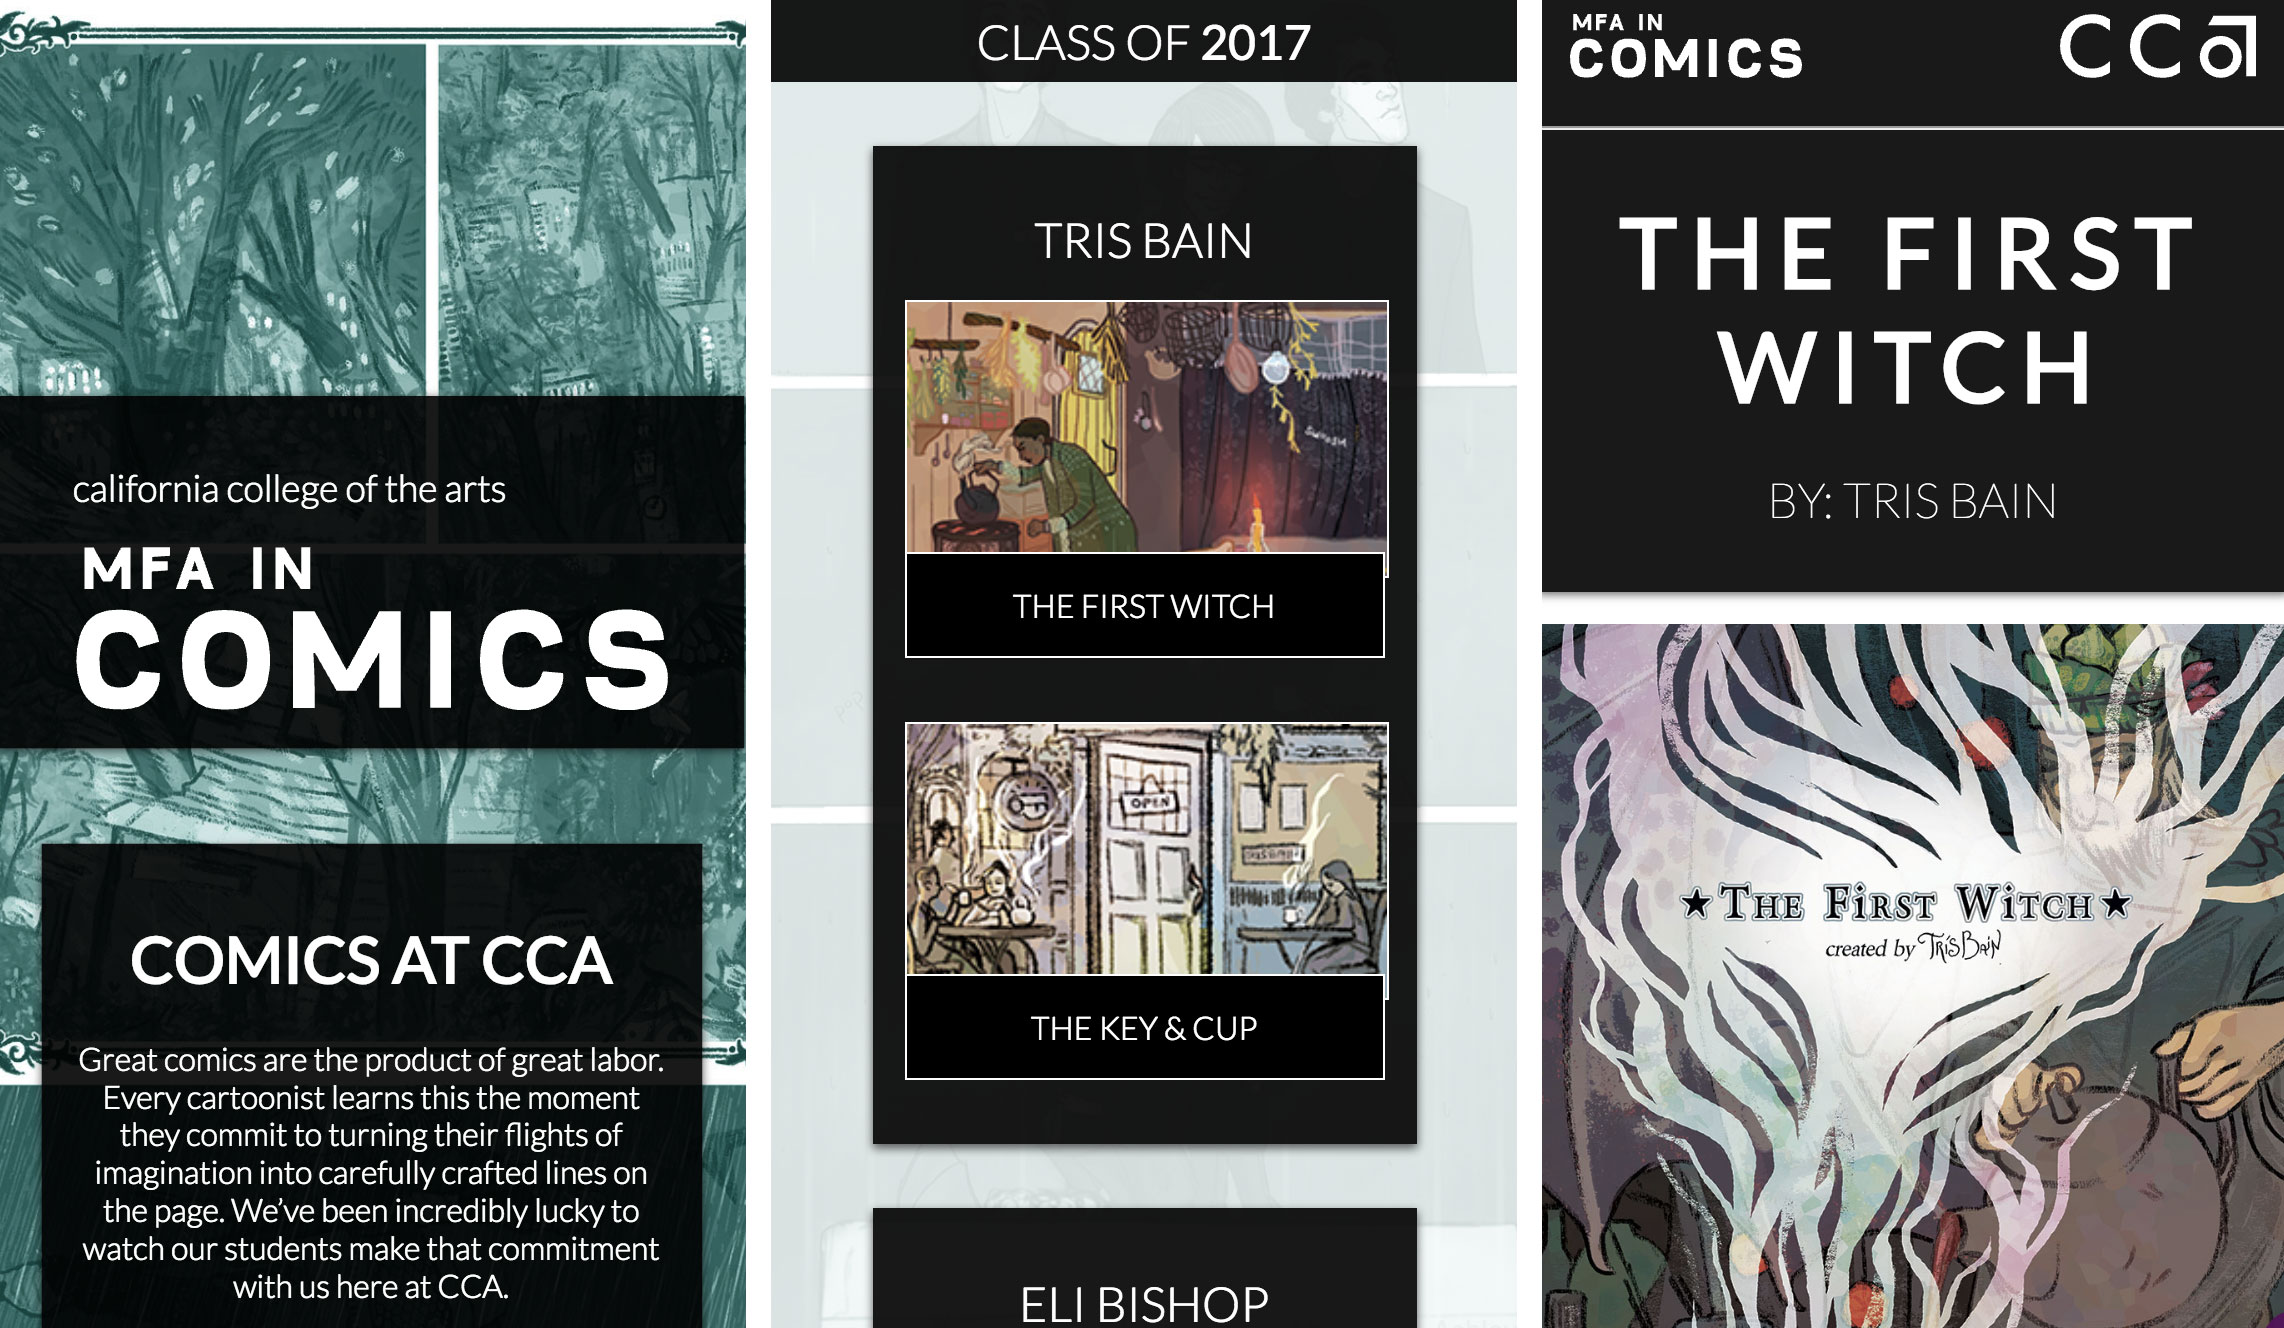 california college of the arts
MFA IN
COMICS
COMICS AT CCA
Great comics are the product of great labor.
Every cartoonist learns this the moment
they commit to turning their flights of
imagination into carefully crafted lines on
the page. We’ve been incredibly lucky to
watch our students make that commitment
with us here at CCA.
CLASS OF 2017
TRIS BAIN
THE FIRST WITCH
OPEN
THE KEY & CUP
POP
ELI BISHOP
MFA IN
COMICS
CCa
THE FIRST
WITCH
BY: TRIS BAIN
★THE FiRST WiTCH★
created by TRiS BAiN